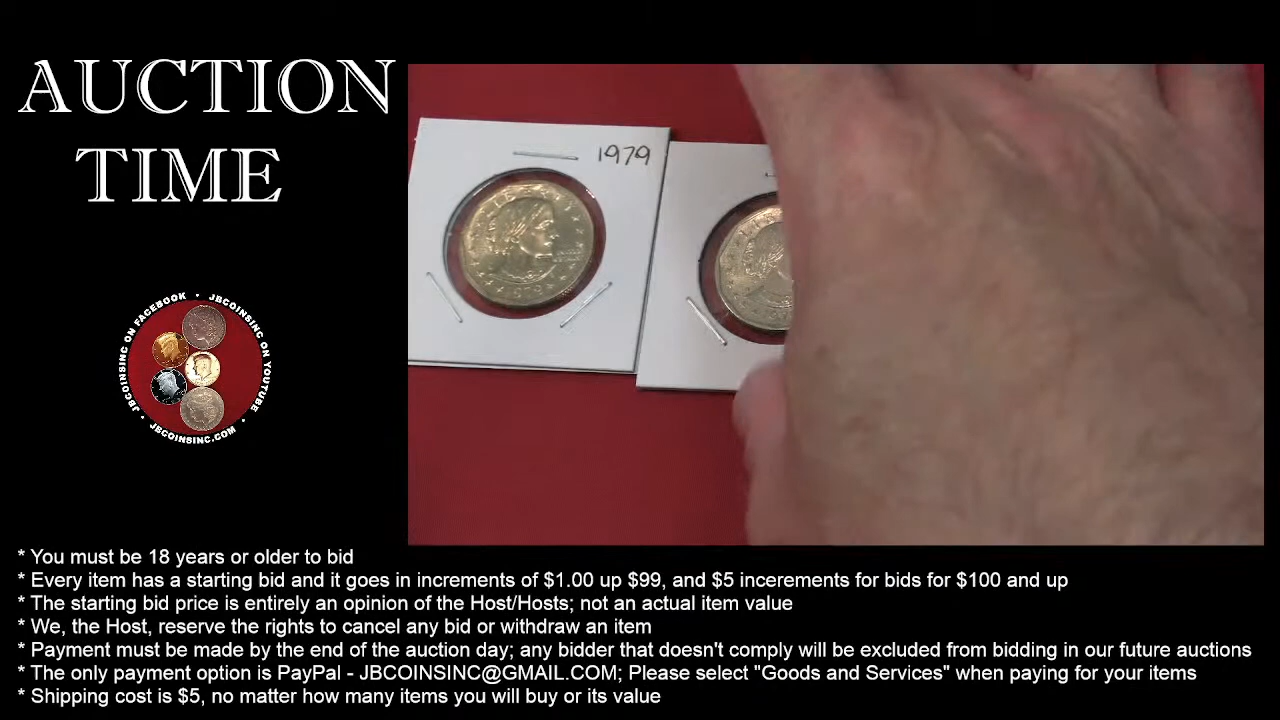 AUCTION
TIME
1979
JBCOINSINC ON FACEBOOK • JBCOINSINC ON YOUTUBE • JBCOINSINC.COM •
* You must be 18 years or older to bid
* Every item has a starting bid and it goes in increments of $1.00 up $99, and $5 incerements for bids for $100 and up
* The starting bid price is entirely an opinion of the Host/Hosts; not an actual item value
* We, the Host, reserve the rights to cancel any bid or withdraw an item
* Payment must be made by the end of the auction day; any bidder that doesn't comply will be excluded from bidding in our future auctions
* The only payment option is PayPal - JBCOINSINC@GMAIL.COM; Please select "Goods and Services" when paying for your items
* Shipping cost is $5, no matter how many items you will buy or its value